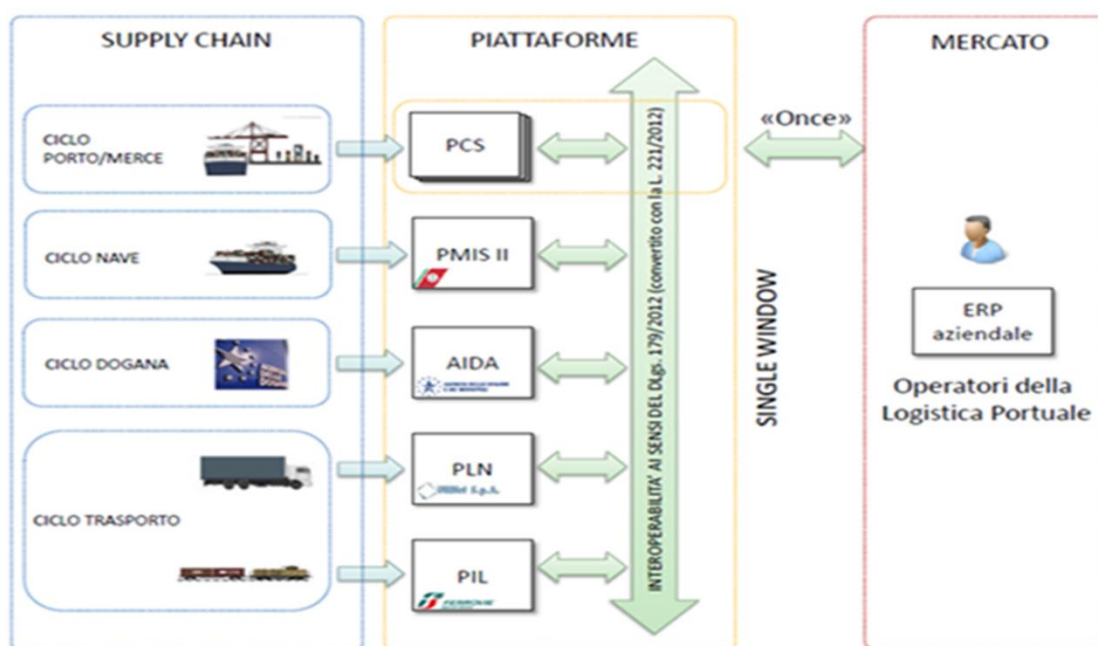 SUPPLY CHAIN
PIATTAFORME
MERCATO
CICLO
PORTO/MERCE
PCS
«Once»
CICLO NAVE
PMIS II
CICLO DOGANA
AIDA
CICLO TRASPORTO
PLN
PIL
FERROVIE
INTEROPERABILITA' AI SENSI DEL Dlgs. 179/2012 (convertito con la L. 221/2012)
SINGLE WINDOW
ERP
aziendale
Operatori della
Logistica Portuale